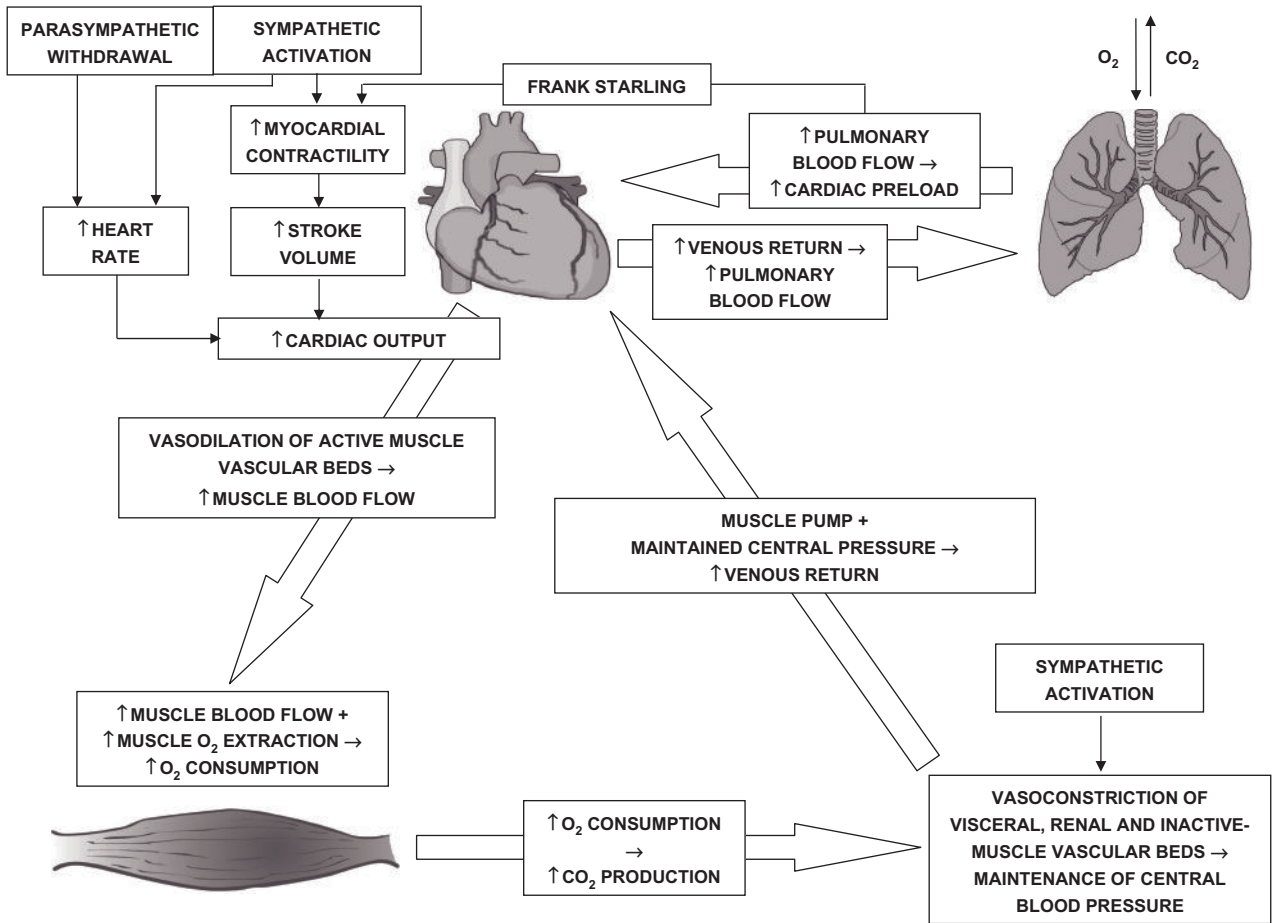 PARASYMPATHETIC
WITHDRAWAL
SYMPATHETIC
ACTIVATION
FRANK STARLING
O₂
CO₂
↑MYOCARDIAL
CONTRACTILITY
↑PULMONARY
BLOOD FLOW →
↑CARDIAC PRELOAD
↑HEART
RATE
↑STROKE
VOLUME
↑VENOUS RETURN →
↑PULMONARY
BLOOD FLOW
↑CARDIAC OUTPUT
VASODILATION OF ACTIVE MUSCLE
VASCULAR BEDS →
↑MUSCLE BLOOD FLOW
MUSCLE PUMP +
MAINTAINED CENTRAL PRESSURE →
↑VENOUS RETURN
SYMPATHETIC
ACTIVATION
↑MUSCLE BLOOD FLOW +
↑MUSCLE O₂ EXTRACTION →
↑O₂ CONSUMPTION
↑O₂ CONSUMPTION
→
↑CO₂ PRODUCTION
VASOCONSTRICTION OF
VISCERAL, RENAL AND INACTIVE-
MUSCLE VASCULAR BEDS →
MAINTENANCE OF CENTRAL
BLOOD PRESSURE